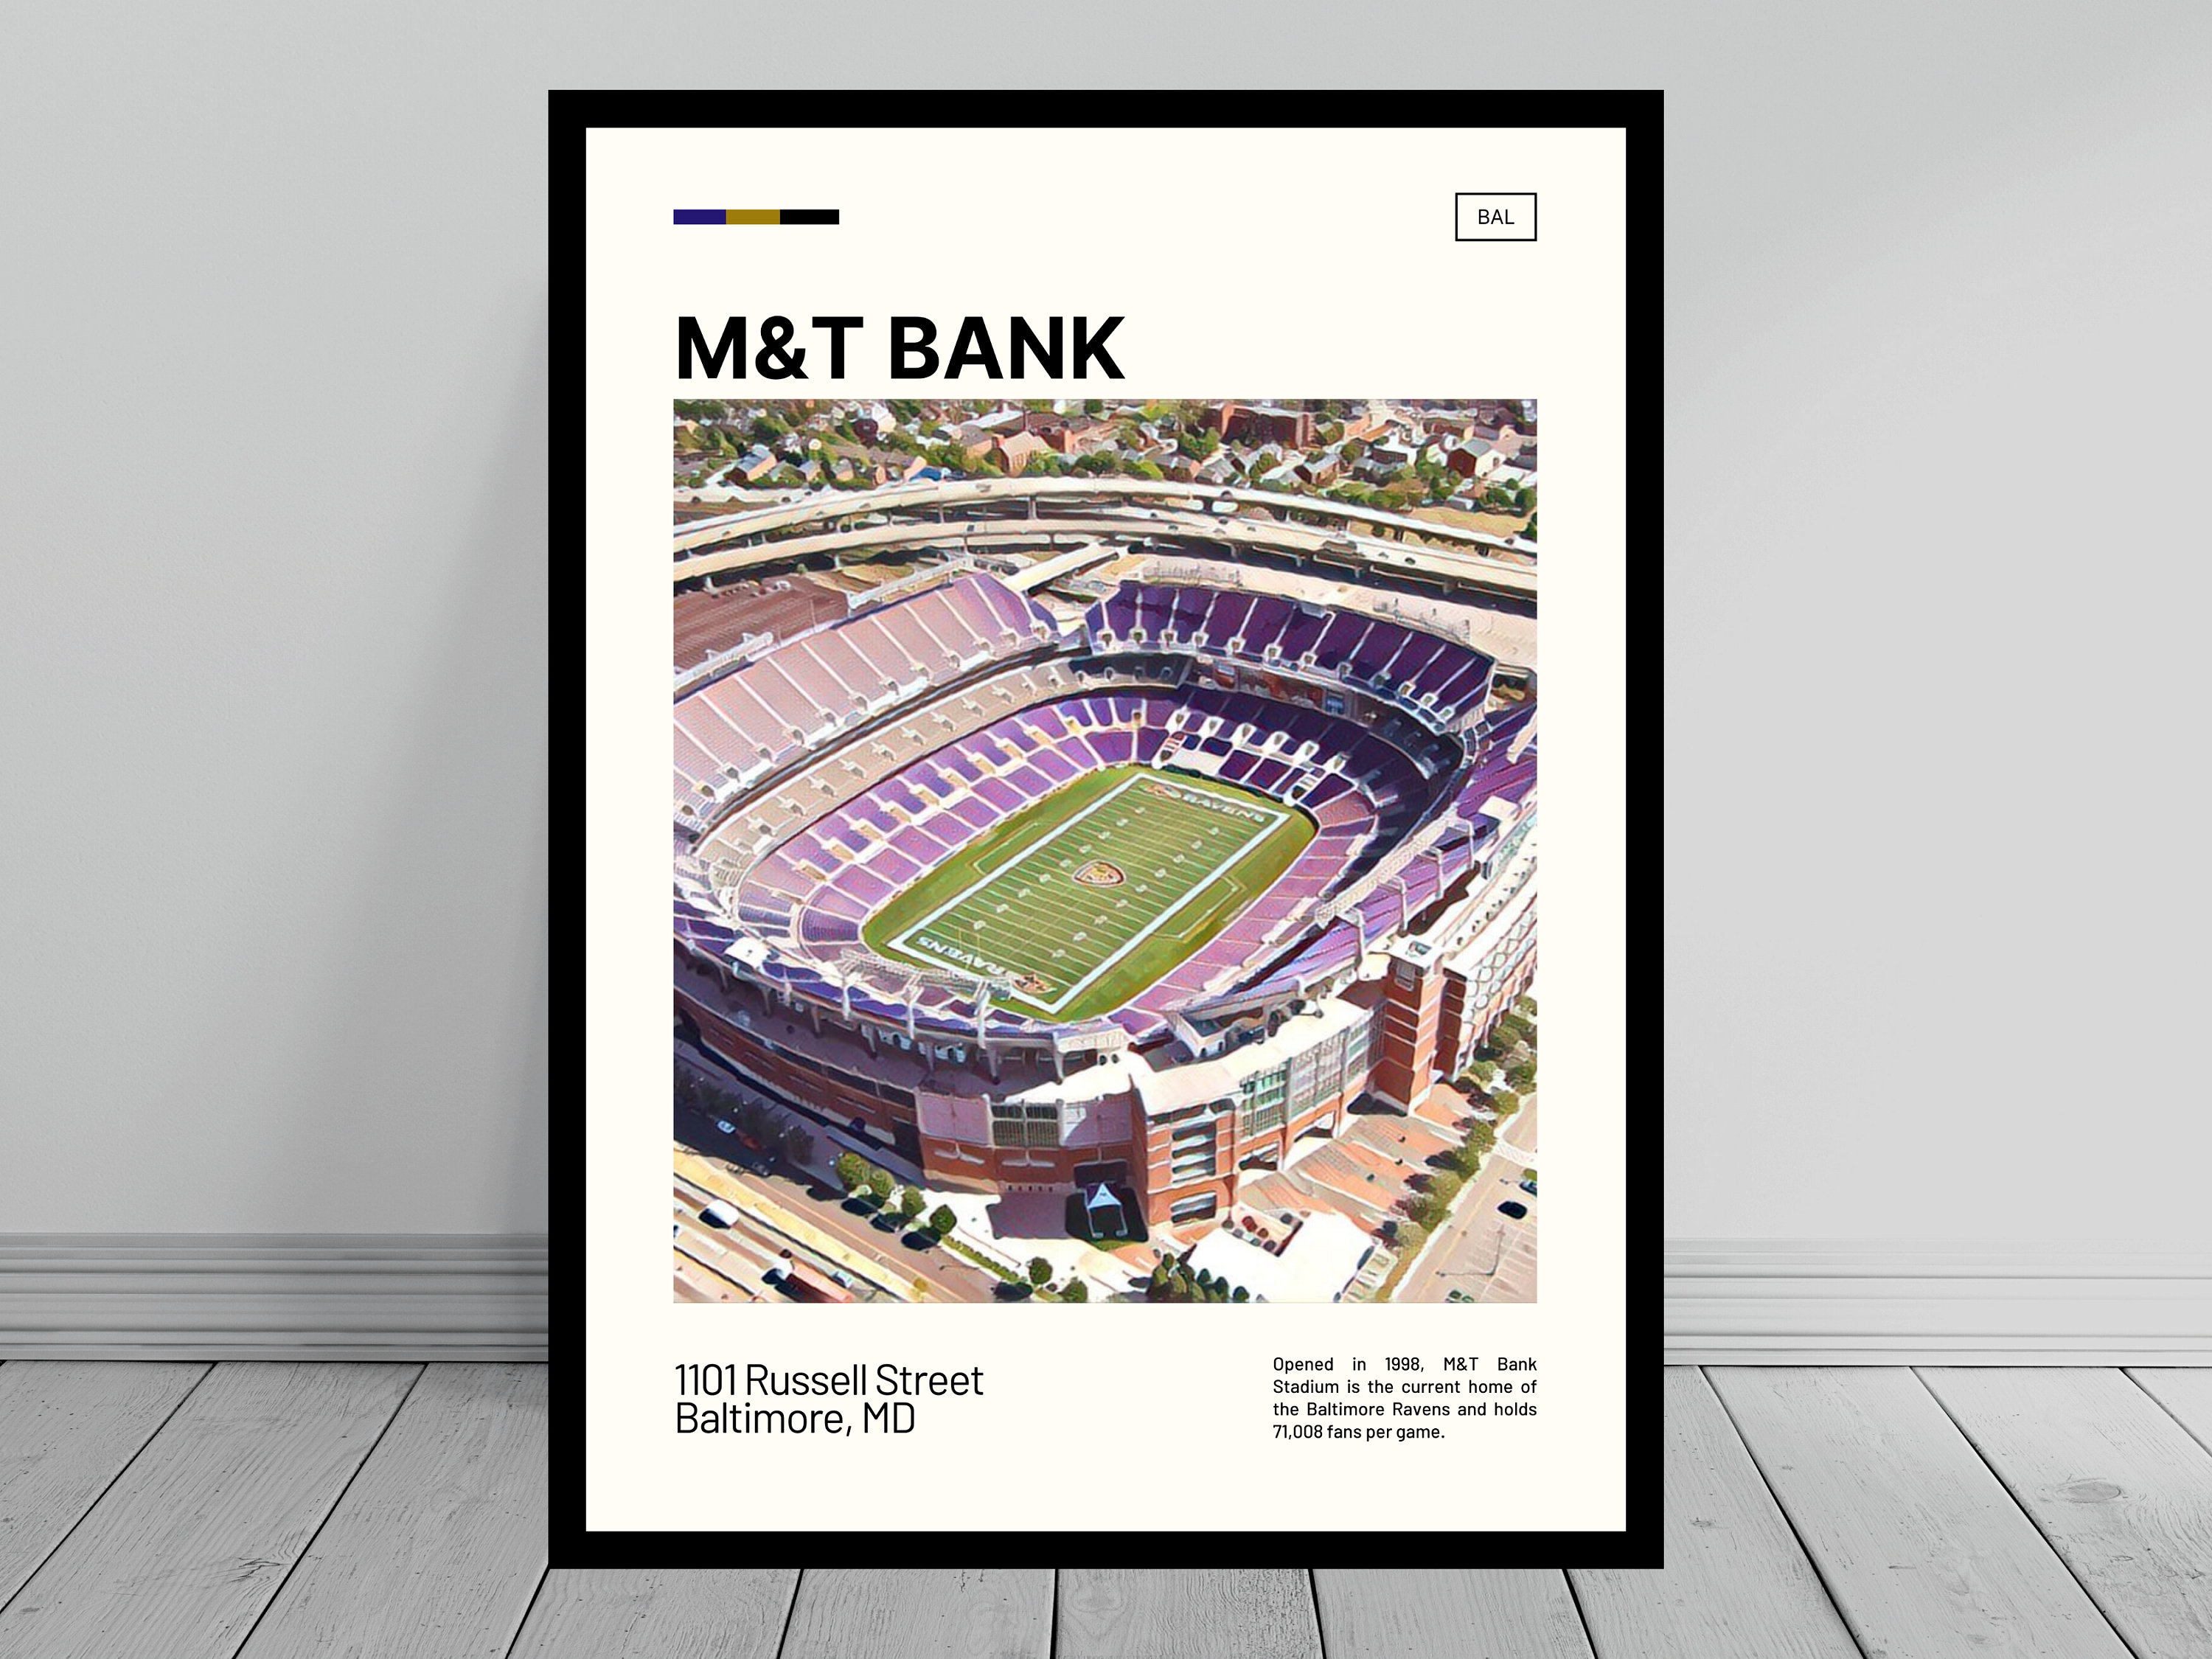 BAL
M&T BANK
RAVENS
RAVENS
1101 Russell Street
Baltimore, MD
Opened in 1998, M&T Bank
Stadium is the current home of
the Baltimore Ravens and holds
71,008 fans per game.